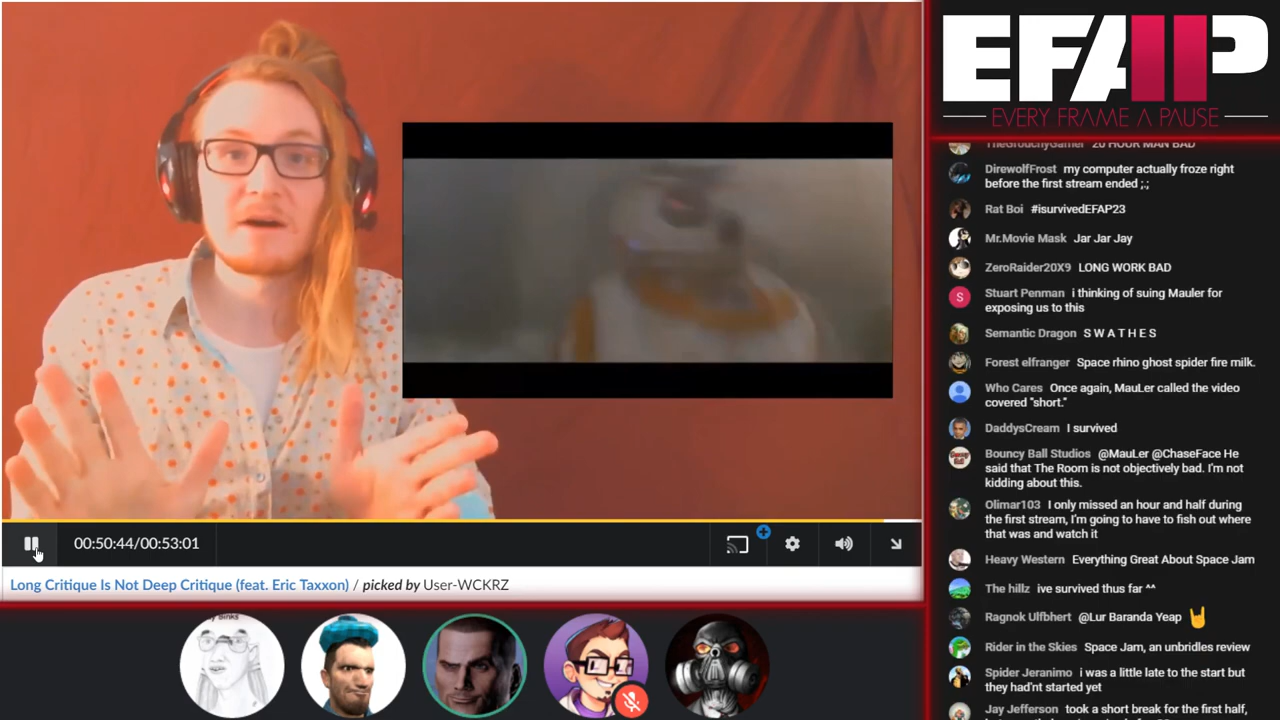 EFAP
EVERY FRAME A PAUSE
TheGrouchyGamer 20 HOUR MAN BAD
DirewolfFrost my computer actually froze right
before the first stream ended ;-;
Rat Boi #isurvivedEFAP23
Mr.Movie Mask Jar Jar Jay
ZeroRaider20X9 LONG WORK BAD
S Stuart Penman i thinking of suing Mauler for
exposing us to this
Semantic Dragon S W A T H E S
Forest elfranger Space rhino ghost spider fire milk.
Who Cares Once again, MauLer called the video
covered "short."
DaddysCream I survived
Bouncy Ball Studios @MauLer @ChaseFace He
said that The Room is not objectively bad. I'm not
kidding about this.
Olimar103 I only missed an hour and half during
the first stream, I'm going to have to fish out where
that was and watch it
Heavy Western Everything Great About Space Jam
The hillz ive survived thus far ^^
Ragnok Ulfbhert @Lur Baranda Yeap 🤘
Rider in the Skies Space Jam, an unbridles review
Spider Jeranimo i was a little late to the start but
they had'nt started yet
Jay Jefferson took a short break for the first half,
00:50:44/00:53:01
Long Critique Is Not Deep Critique (feat. Eric Taxxon) / picked by User-WCKRZ